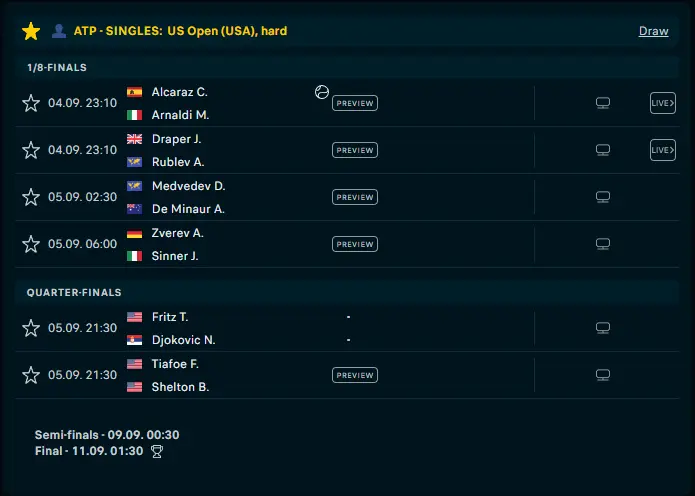 ATP - SINGLES: US Open (USA), hard Draw
1/8-FINALS
04.09. 23:10 Alcaraz C. PREVIEW LIVE
Arnaldi M.
04.09. 23:10 Draper J. PREVIEW LIVE
Rublev A.
05.09. 02:30 Medvedev D. PREVIEW
De Minaur A.
05.09. 06:00 Zverev A. PREVIEW
Sinner J.
QUARTER-FINALS
05.09. 21:30 Fritz T. -
Djokovic N. -
05.09. 21:30 Tiafoe F. PREVIEW
Shelton B.
Semi-finals - 09.09. 00:30
Final - 11.09. 01:30